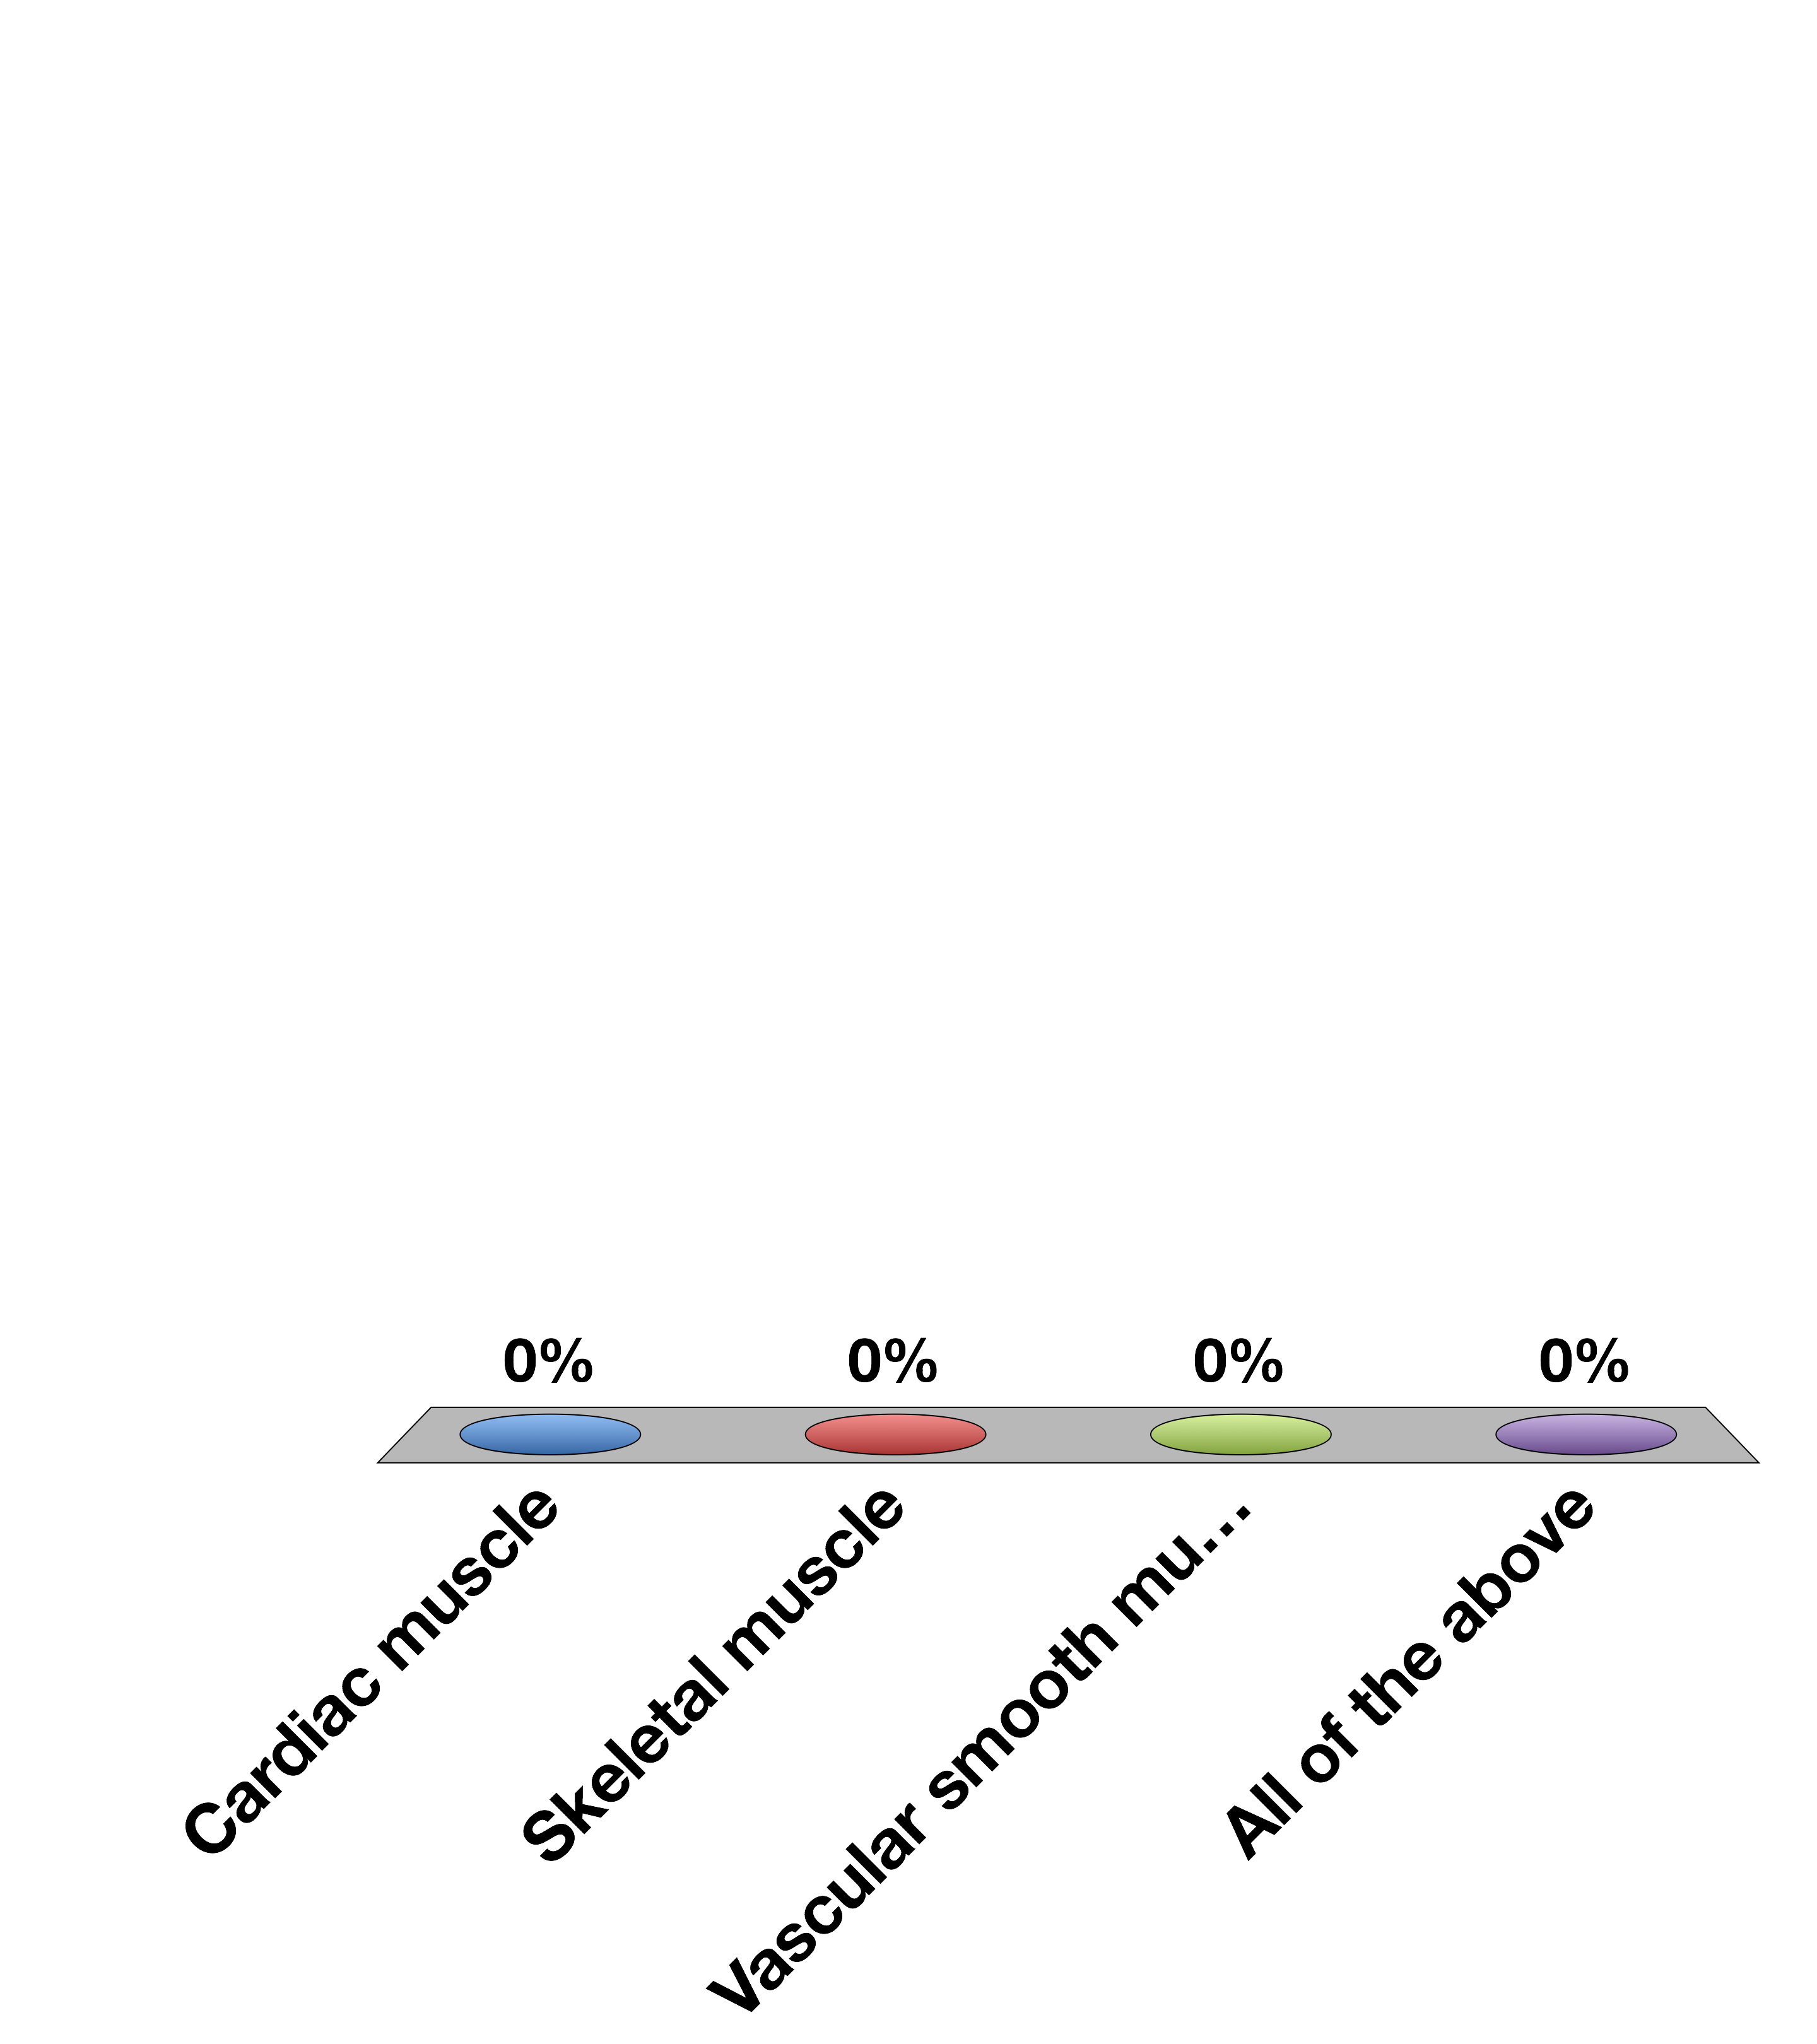 0% 0% 0% 0%
Cardiac muscle
Skeletal muscle
Vascular smooth mu...
All of the above